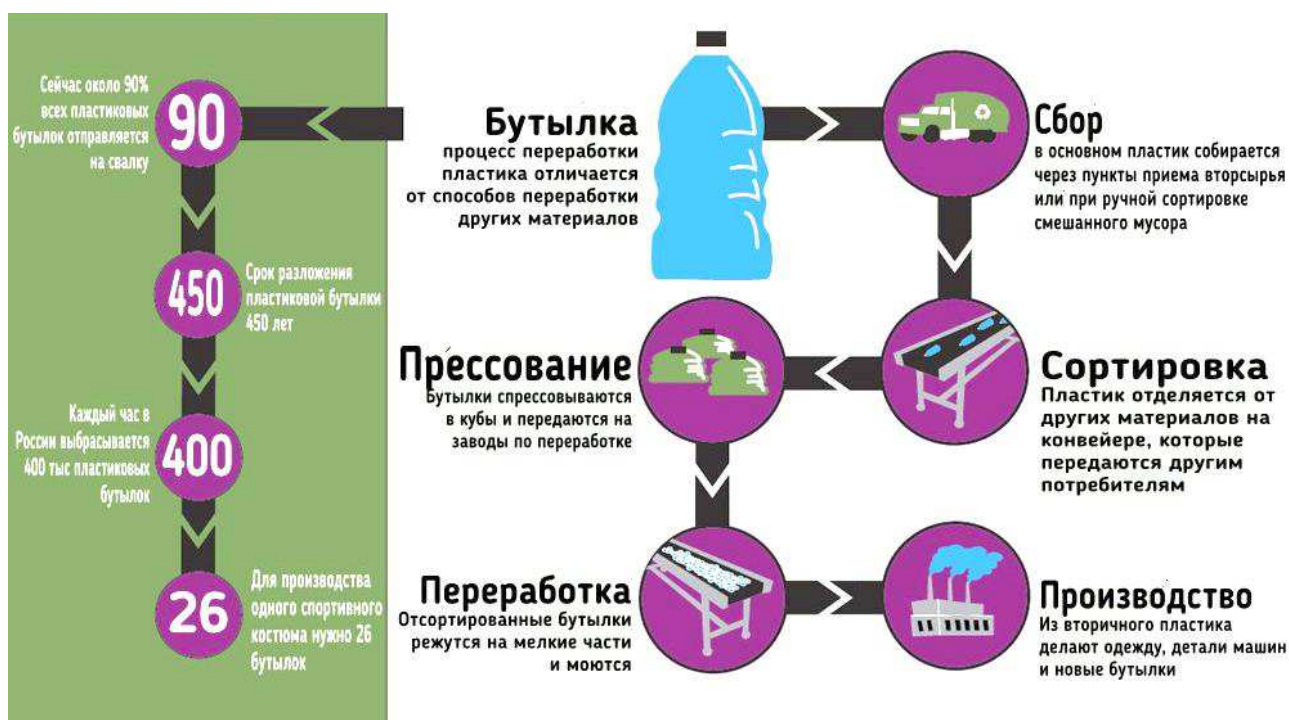 Сейчас около 90%
всех пластиковых
бутылок отправляется
на свалку
90
450
Срок разложения
пластиковой бутылки
450 лет
Каждый час в
России выбрасывается
400 тыс пластиковых
бутылок
400
26
Для производства
одного спортивного
костюма нужно 26
бутылок
Бутылка
процесс переработки
пластика отличается
от способов переработки
других материалов
Сбор
в основном пластик собирается
через пункты приема вторсырья
или при ручной сортировке
смешанного мусора
Сортировка
Пластик отделяется от
других материалов на
конвейере, которые
передаются другим
потребителям
Прессование
Бутылки спрессовываются
в кубы и передаются на
заводы по переработке
Переработка
Отсортированные бутылки
режутся на мелкие части
и моются
Производство
Из вторичного пластика
делают одежду, детали машин
и новые бутылки